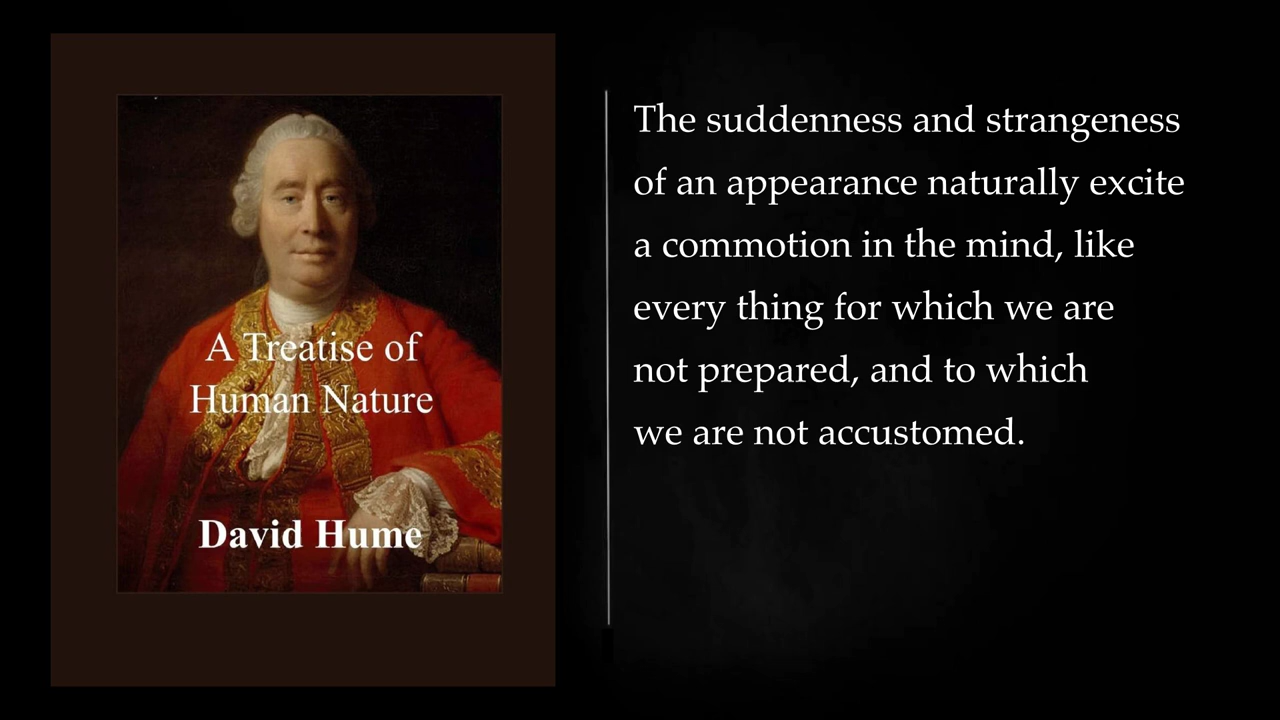 A Treatise of
Human Nature
David Hume
The suddenness and strangeness
of an appearance naturally excite
a commotion in the mind, like
every thing for which we are
not prepared, and to which
we are not accustomed.